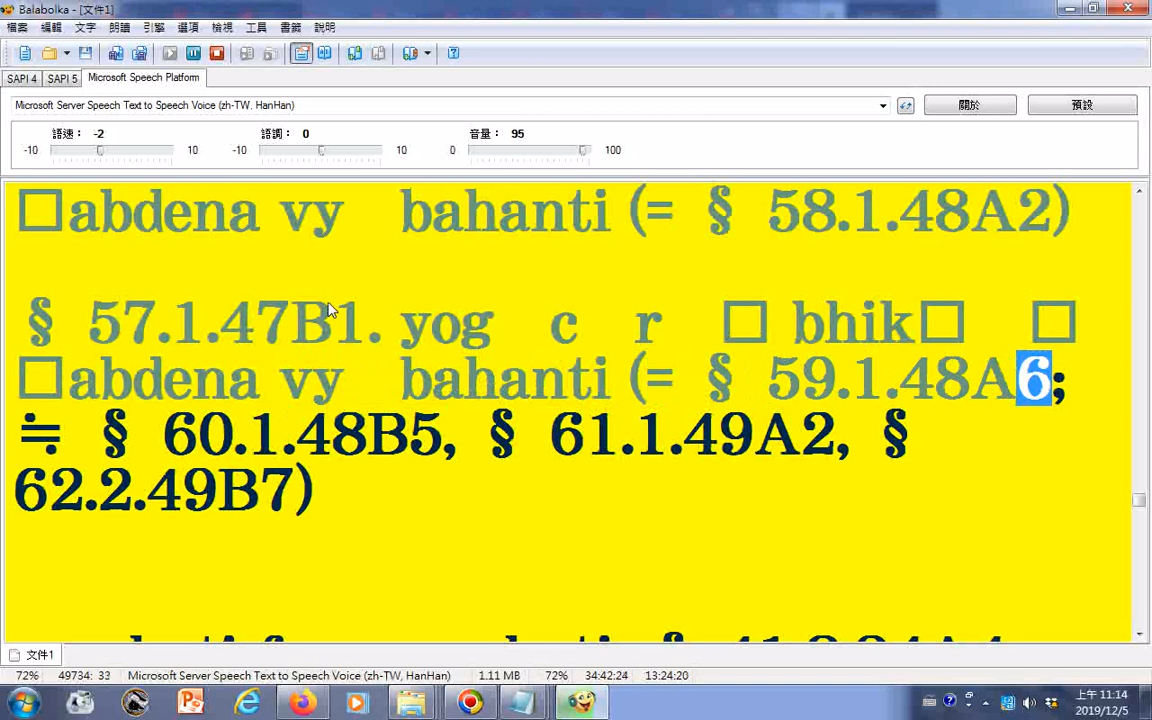 Balabolka - [文件1]
檔案 編輯 文字 朗讀 引擎 選項 檢視 工具 書籤 說明
SAPI 4 SAPI 5 Microsoft Speech Platform
Microsoft Server Speech Text to Speech Voice (zh-TW, HanHan) 關於 預設
語速： -2 語調： 0 音量： 95
-10 10 -10 10 0 100
□abdena vy bahanti (= § 58.1.48A2)
§ 57.1.47B1. yog c r □ bhik□ □
□abdena vy bahanti (= § 59.1.48A6;
≒ § 60.1.48B5, § 61.1.49A2, §
62.2.49B7)
文件1
72% 49734: 33 Microsoft Server Speech Text to Speech Voice (zh-TW, HanHan) 1.11 MB 72% 34:42:24 13:24:20
上午 11:14
2019/12/5